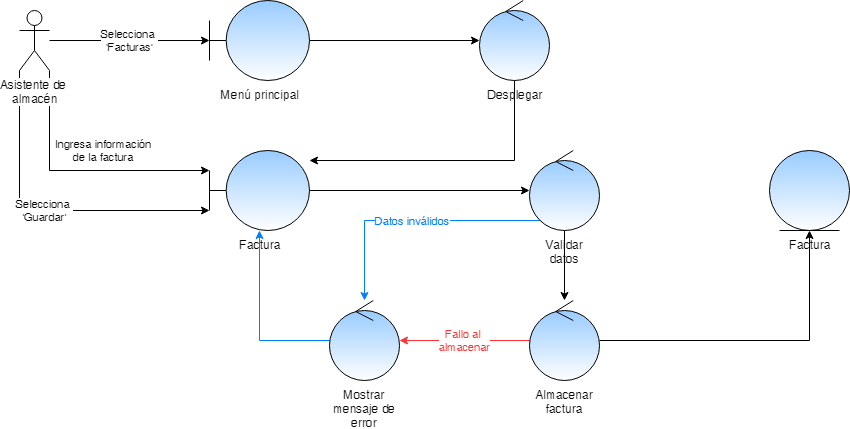 Selecciona
'Facturas'
Asistente de
almacén
Menú principal
Desplegar
Ingresa información
de la factura
Selecciona
'Guardar'
Factura
Datos inválidos
Validar
datos
Factura
Fallo al
almacenar
Mostrar
mensaje de
error
Almacenar
factura